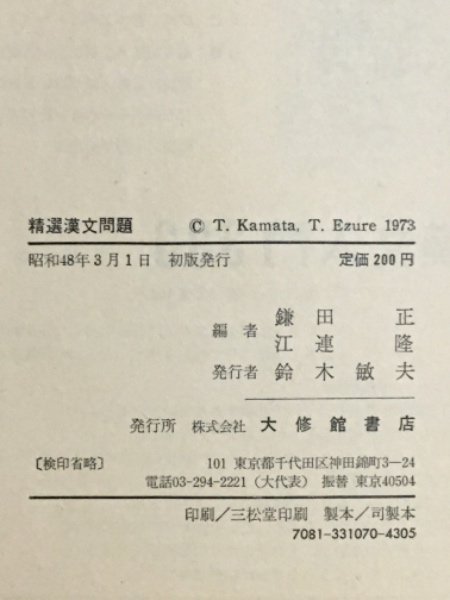 精選漢文問題 © T. Kamata, T. Ezure 1973
昭和48年3月1日 初版発行 定価 200 円
編者 鎌田 正
江連 隆
発行者 鈴木敏夫
発行所 株式会社 大修館書店
〔検印省略〕 101 東京都千代田区神田錦町3−24
電話03-294-2221（大代表） 振替 東京40504
印刷／三松堂印刷 製本／司製本
7081-331070-4305